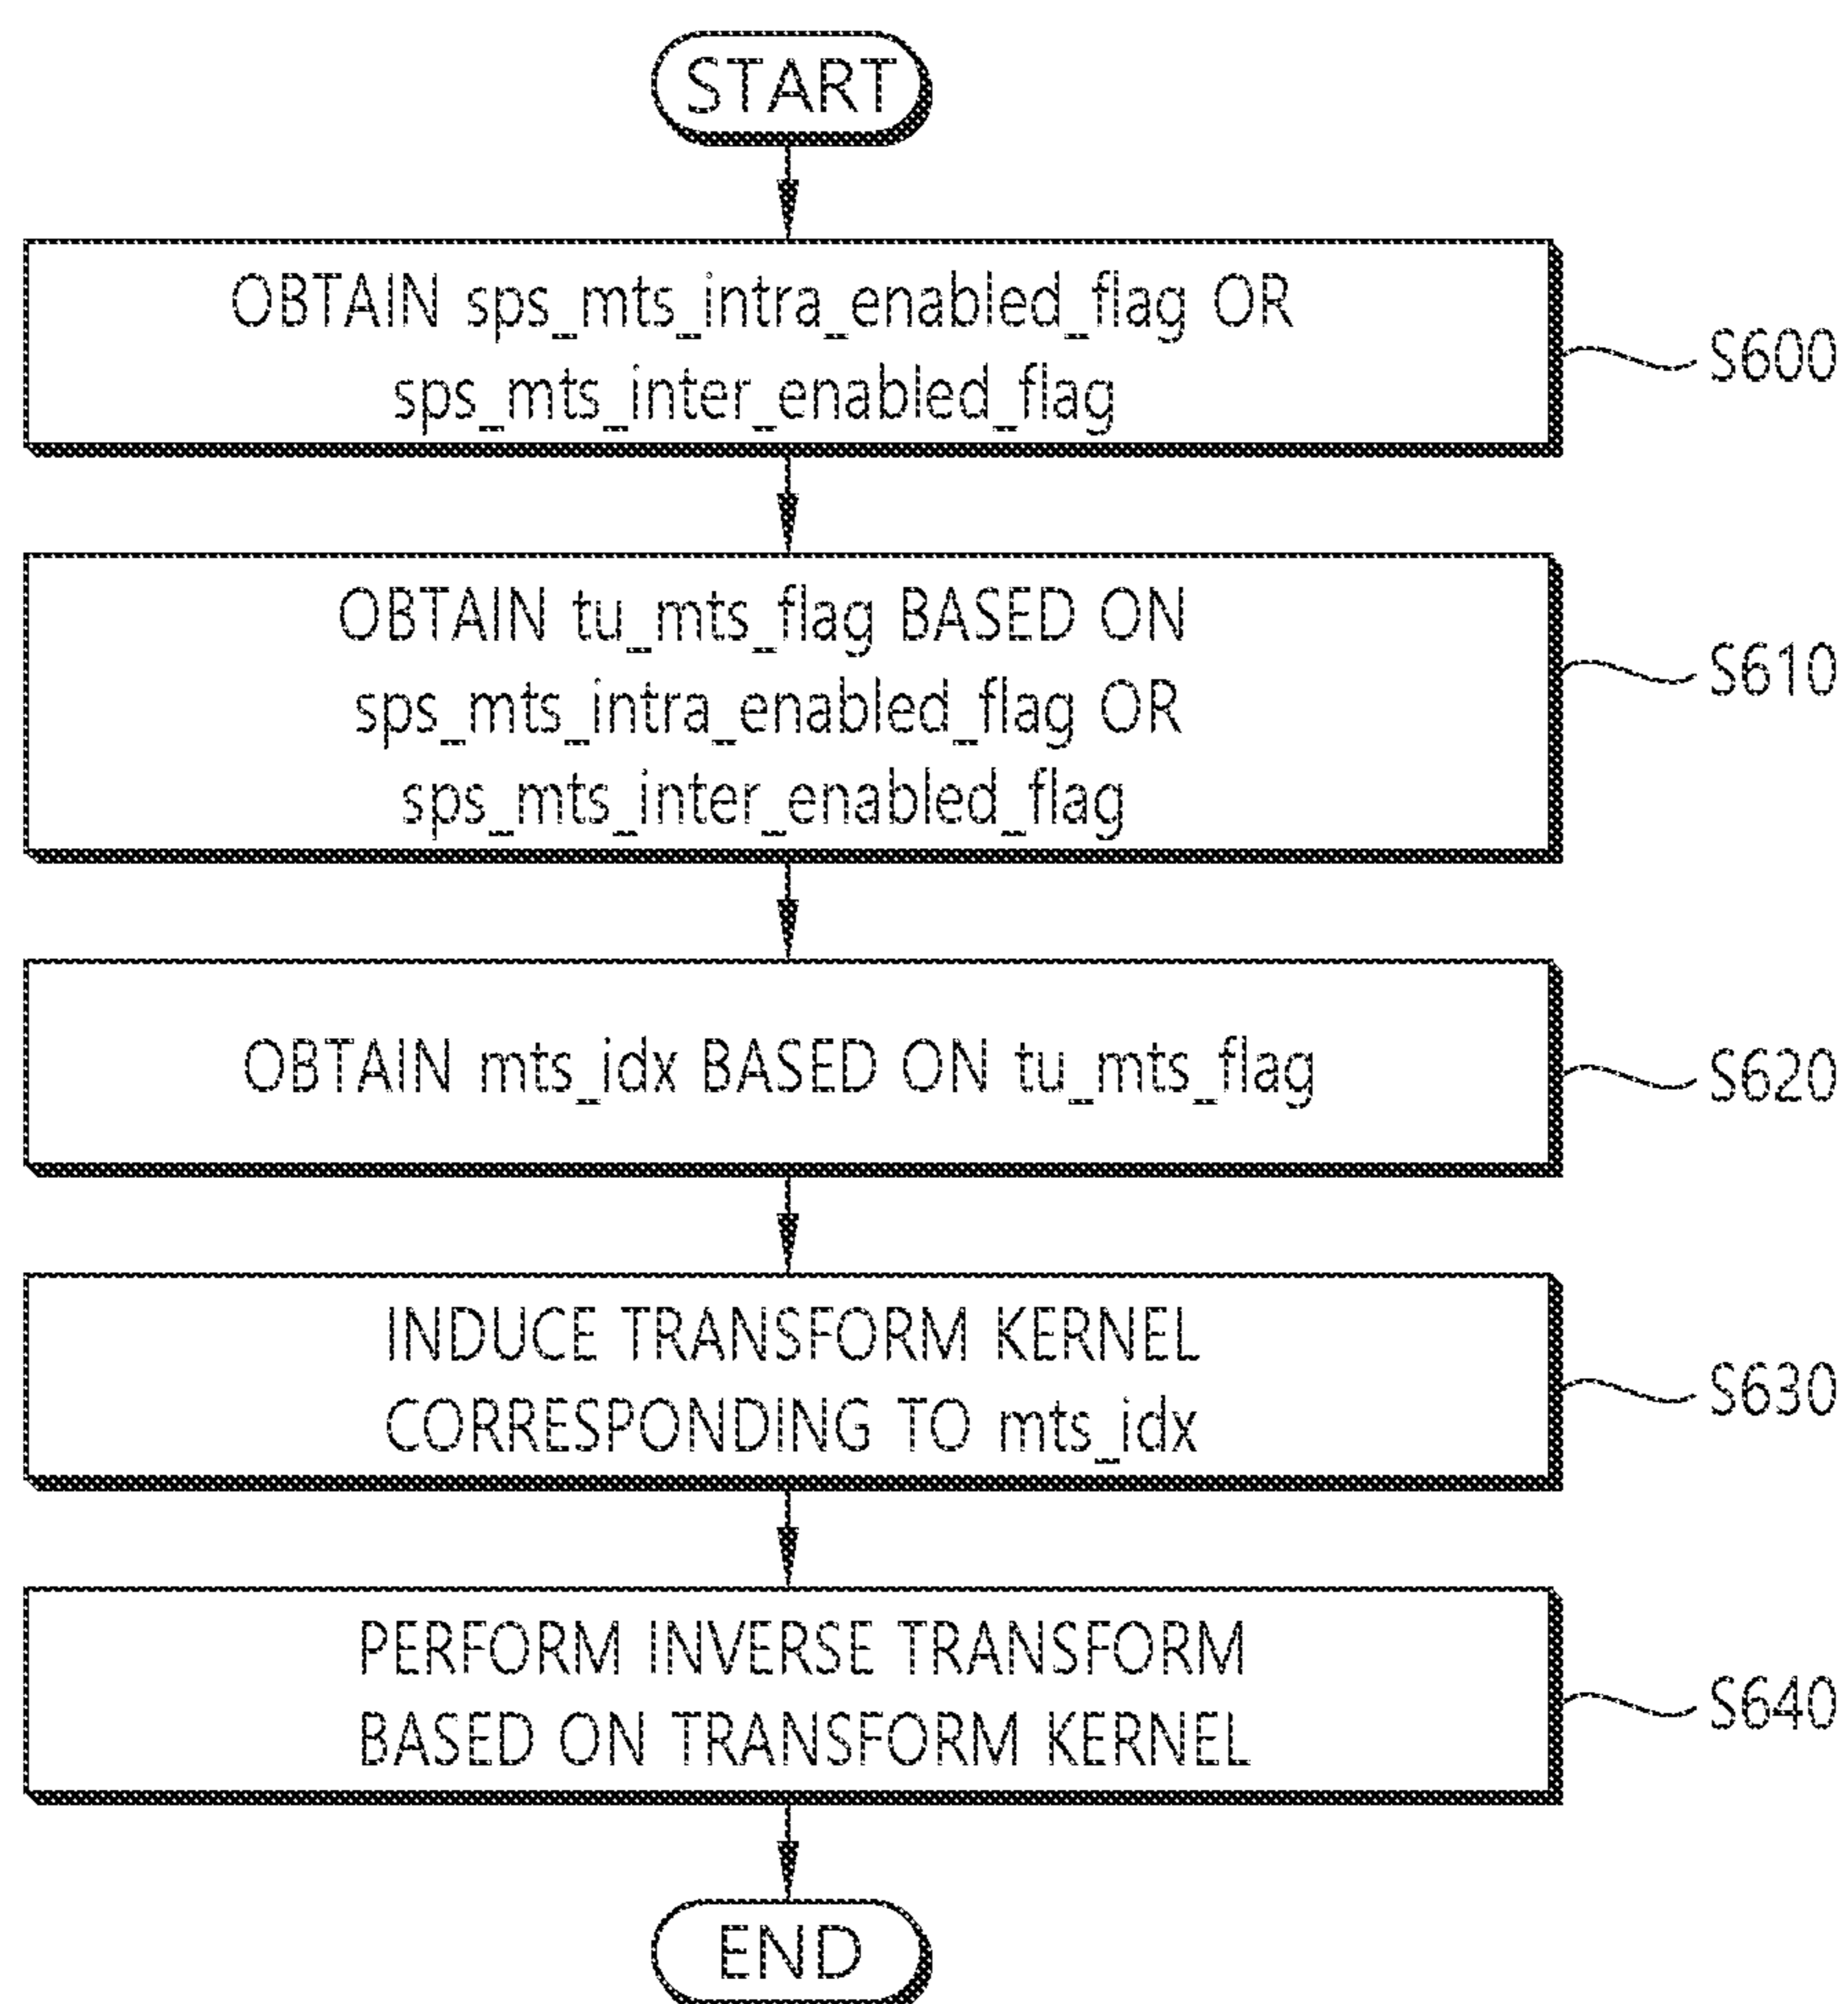 START
OBTAIN sps_mts_intra_enabled_flag OR
sps_mts_inter_enabled_flag
S600
OBTAIN tu_mts_flag BASED ON
sps_mts_intra_enabled_flag OR
sps_mts_inter_enabled_flag
S610
OBTAIN mts_idx BASED ON tu_mts_flag
S620
INDUCE TRANSFORM KERNEL
CORRESPONDING TO mts_idx
S630
PERFORM INVERSE TRANSFORM
BASED ON TRANSFORM KERNEL
S640
END